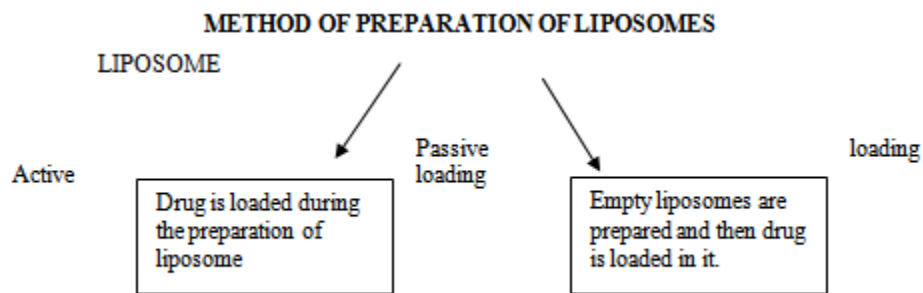 METHOD OF PREPARATION OF LIPOSOMES
LIPOSOME
Active
Passive
loading
loading
Drug is loaded during
the preparation of
liposome
Empty liposomes are
prepared and then drug
is loaded in it.